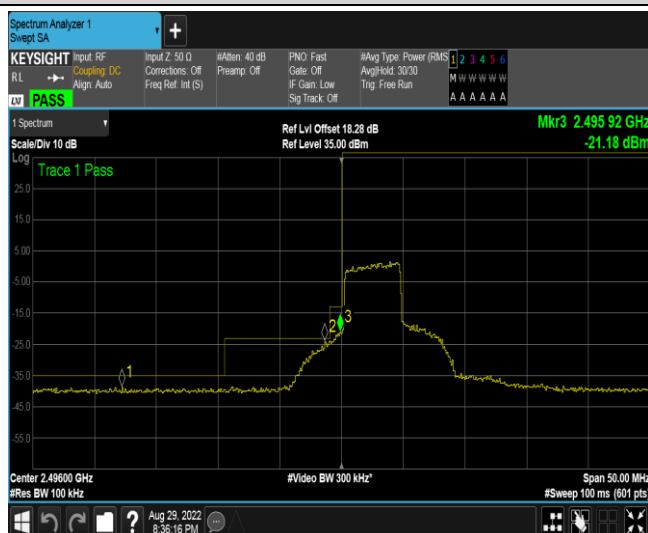 Spectrum Analyzer 1
Swept SA
+
KEYSIGHT Input: RF Input Z: 50 Ω #Atten: 40 dB PNO: Fast #Avg Type: Power (RMS 1 2 3 4 5 6
RL Coupling: DC Corrections: Off Preamp: Off Gate: Off Avg|Hold: 30/30 M W W W W W
Align: Auto Freq Ref: Int (S) IF Gain: Low Trig: Free Run
LXI PASS Sig Track: Off A A A A A A
1 Spectrum Ref Lvl Offset 18.28 dB Mkr3 2.495 92 GHz
Scale/Div 10 dB Ref Level 35.00 dBm -21.18 dBm
Log
Trace 1 Pass
25.0
15.0
5.00
-5.00
-15.0
2 3
-25.0
1
-35.0
-45.0
-55.0
Center 2.49600 GHz #Video BW 300 kHz* Span 50.00 MHz
#Res BW 100 kHz #Sweep 100 ms (601 pts)
? Aug 29, 2022
8:36:16 PM